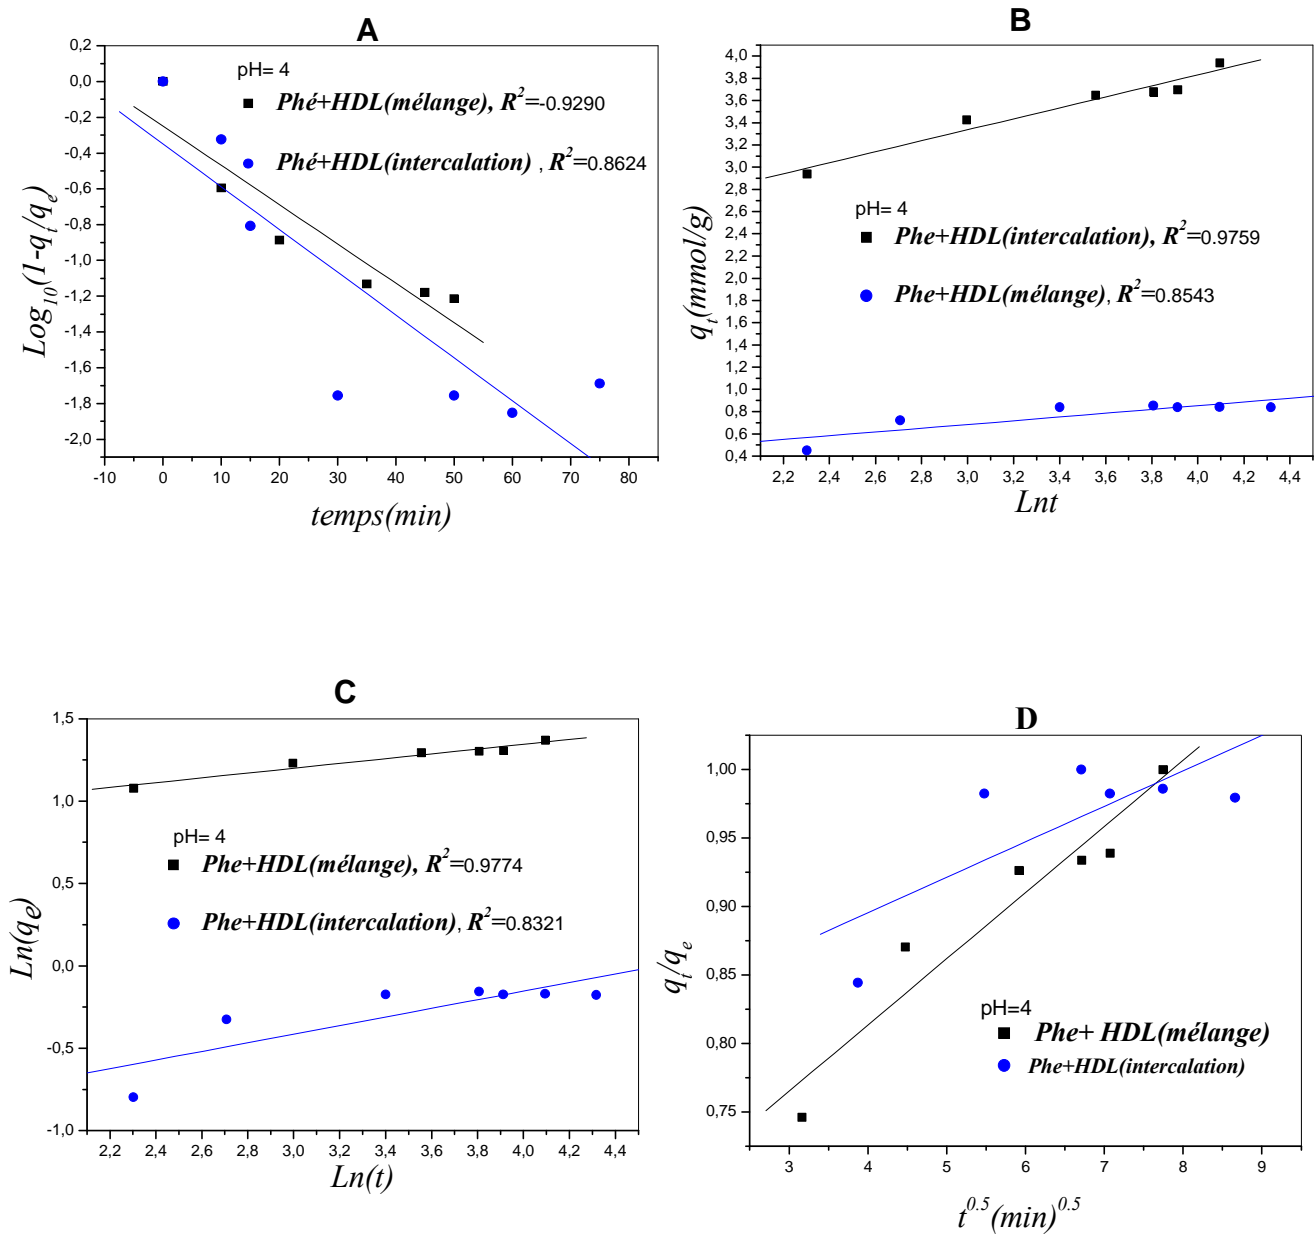 A
pH= 4
Phé+HDL(mélange), R²=-0.9290
Phé+HDL(intercalation) , R²=0.8624
Log₁₀(1-qₜ/qₑ)
0,2
0,0
-0,2
-0,4
-0,6
-0,8
-1,0
-1,2
-1,4
-1,6
-1,8
-2,0
-10 0 10 20 30 40 50 60 70 80
temps(min)
B
pH= 4
Phe+HDL(intercalation), R²=0.9759
Phe+HDL(mélange), R²=0.8543
qₜ(mmol/g)
4,0
3,8
3,6
3,4
3,2
3,0
2,8
2,6
2,4
2,2
2,0
1,8
1,6
1,4
1,2
1,0
0,8
0,6
0,4
2,2 2,4 2,6 2,8 3,0 3,2 3,4 3,6 3,8 4,0 4,2 4,4
Lnt
C
pH= 4
Phe+HDL(mélange), R²=0.9774
Phe+HDL(intercalation), R²=0.8321
Ln(qe)
1,5
1,0
0,5
0,0
-0,5
-1,0
2,2 2,4 2,6 2,8 3,0 3,2 3,4 3,6 3,8 4,0 4,2 4,4
Ln(t)
D
pH=4
Phe+ HDL(mélange)
Phe+HDL(intercalation)
qₜ/qₑ
1,00
0,95
0,90
0,85
0,80
0,75
3 4 5 6 7 8 9
t^0.5(min)^0.5